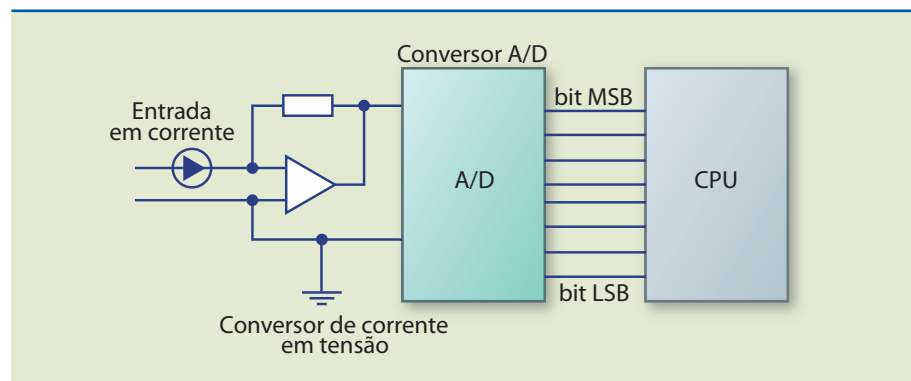 Conversor A/D
Entrada
em corrente
bit MSB
A/D
CPU
bit LSB
Conversor de corrente
em tensão